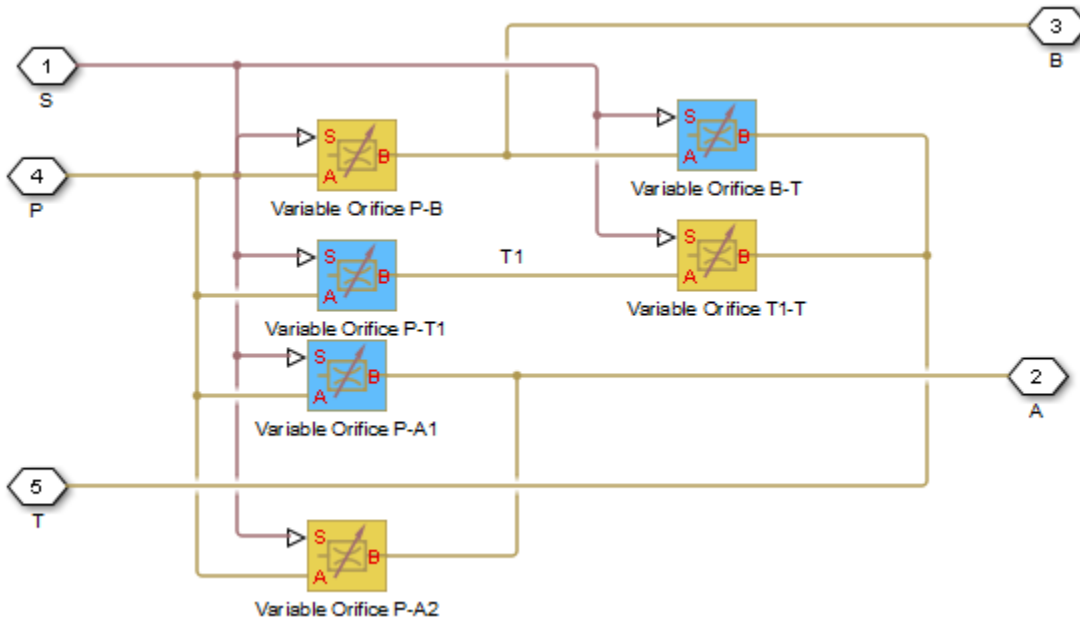 3
B
1
S
S
B
A
Variable Orifice B-T
S
B
A
Variable Orifice P-B
4
P
S
B
A
Variable Orifice T1-T
T1
S
B
A
Variable Orifice P-T1
S
B
A
Variable Orifice P-A1
2
A
5
T
S
B
A
Variable Orifice P-A2